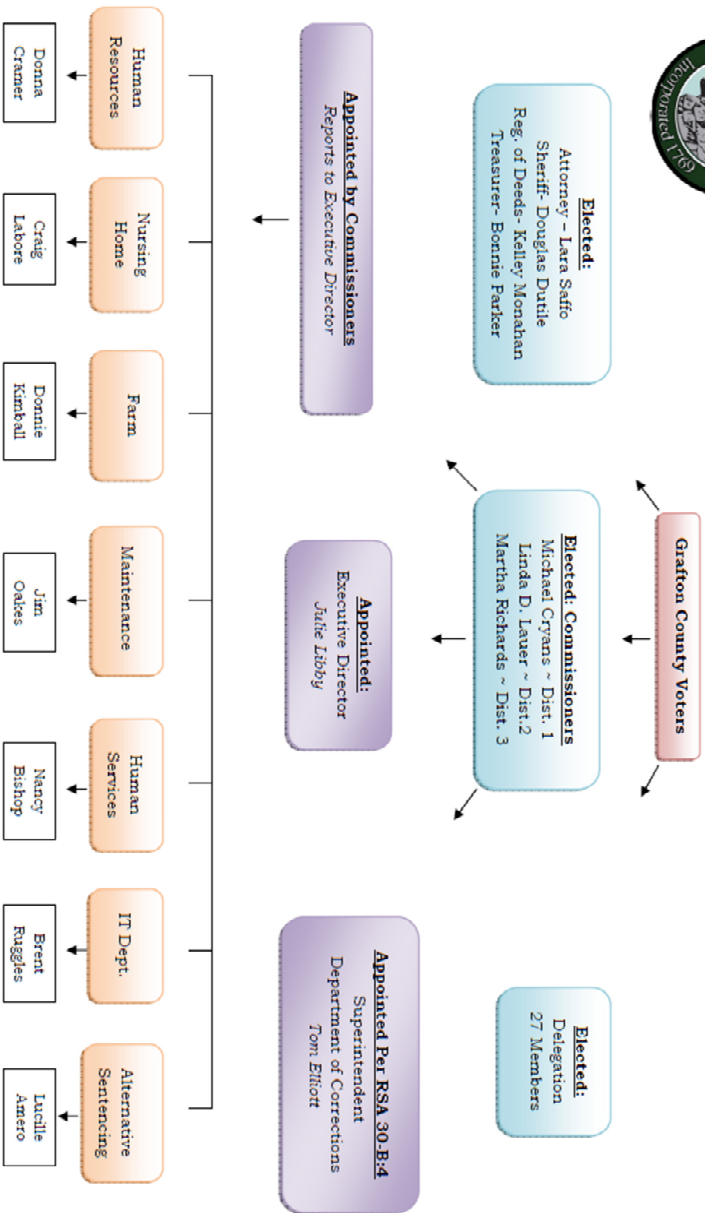 Incorporated 1769
Grafton County Voters
Elected:
Attorney – Lara Saffo
Sheriff- Douglas Dutile
Reg. of Deeds- Kelley Monahan
Treasurer- Bonnie Parker
Elected: Commissioners
Michael Cryans ~ Dist. 1
Linda D. Lauer ~ Dist.2
Martha Richards ~ Dist. 3
Elected:
Delegation
27 Members
Appointed by Commissioners
Reports to Executive Director
Appointed:
Executive Director
Julie Libby
Appointed Per RSA 30-B:4
Superintendent
Department of Corrections
Tom Elliott
Human
Resources
Nursing
Home
Farm
Maintenance
Human
Services
IT Dept.
Alternative
Sentencing
Donna
Cramer
Craig
Labore
Donnie
Kimball
Jim
Oakes
Nancy
Bishop
Brent
Ruggles
Lucille
Amero